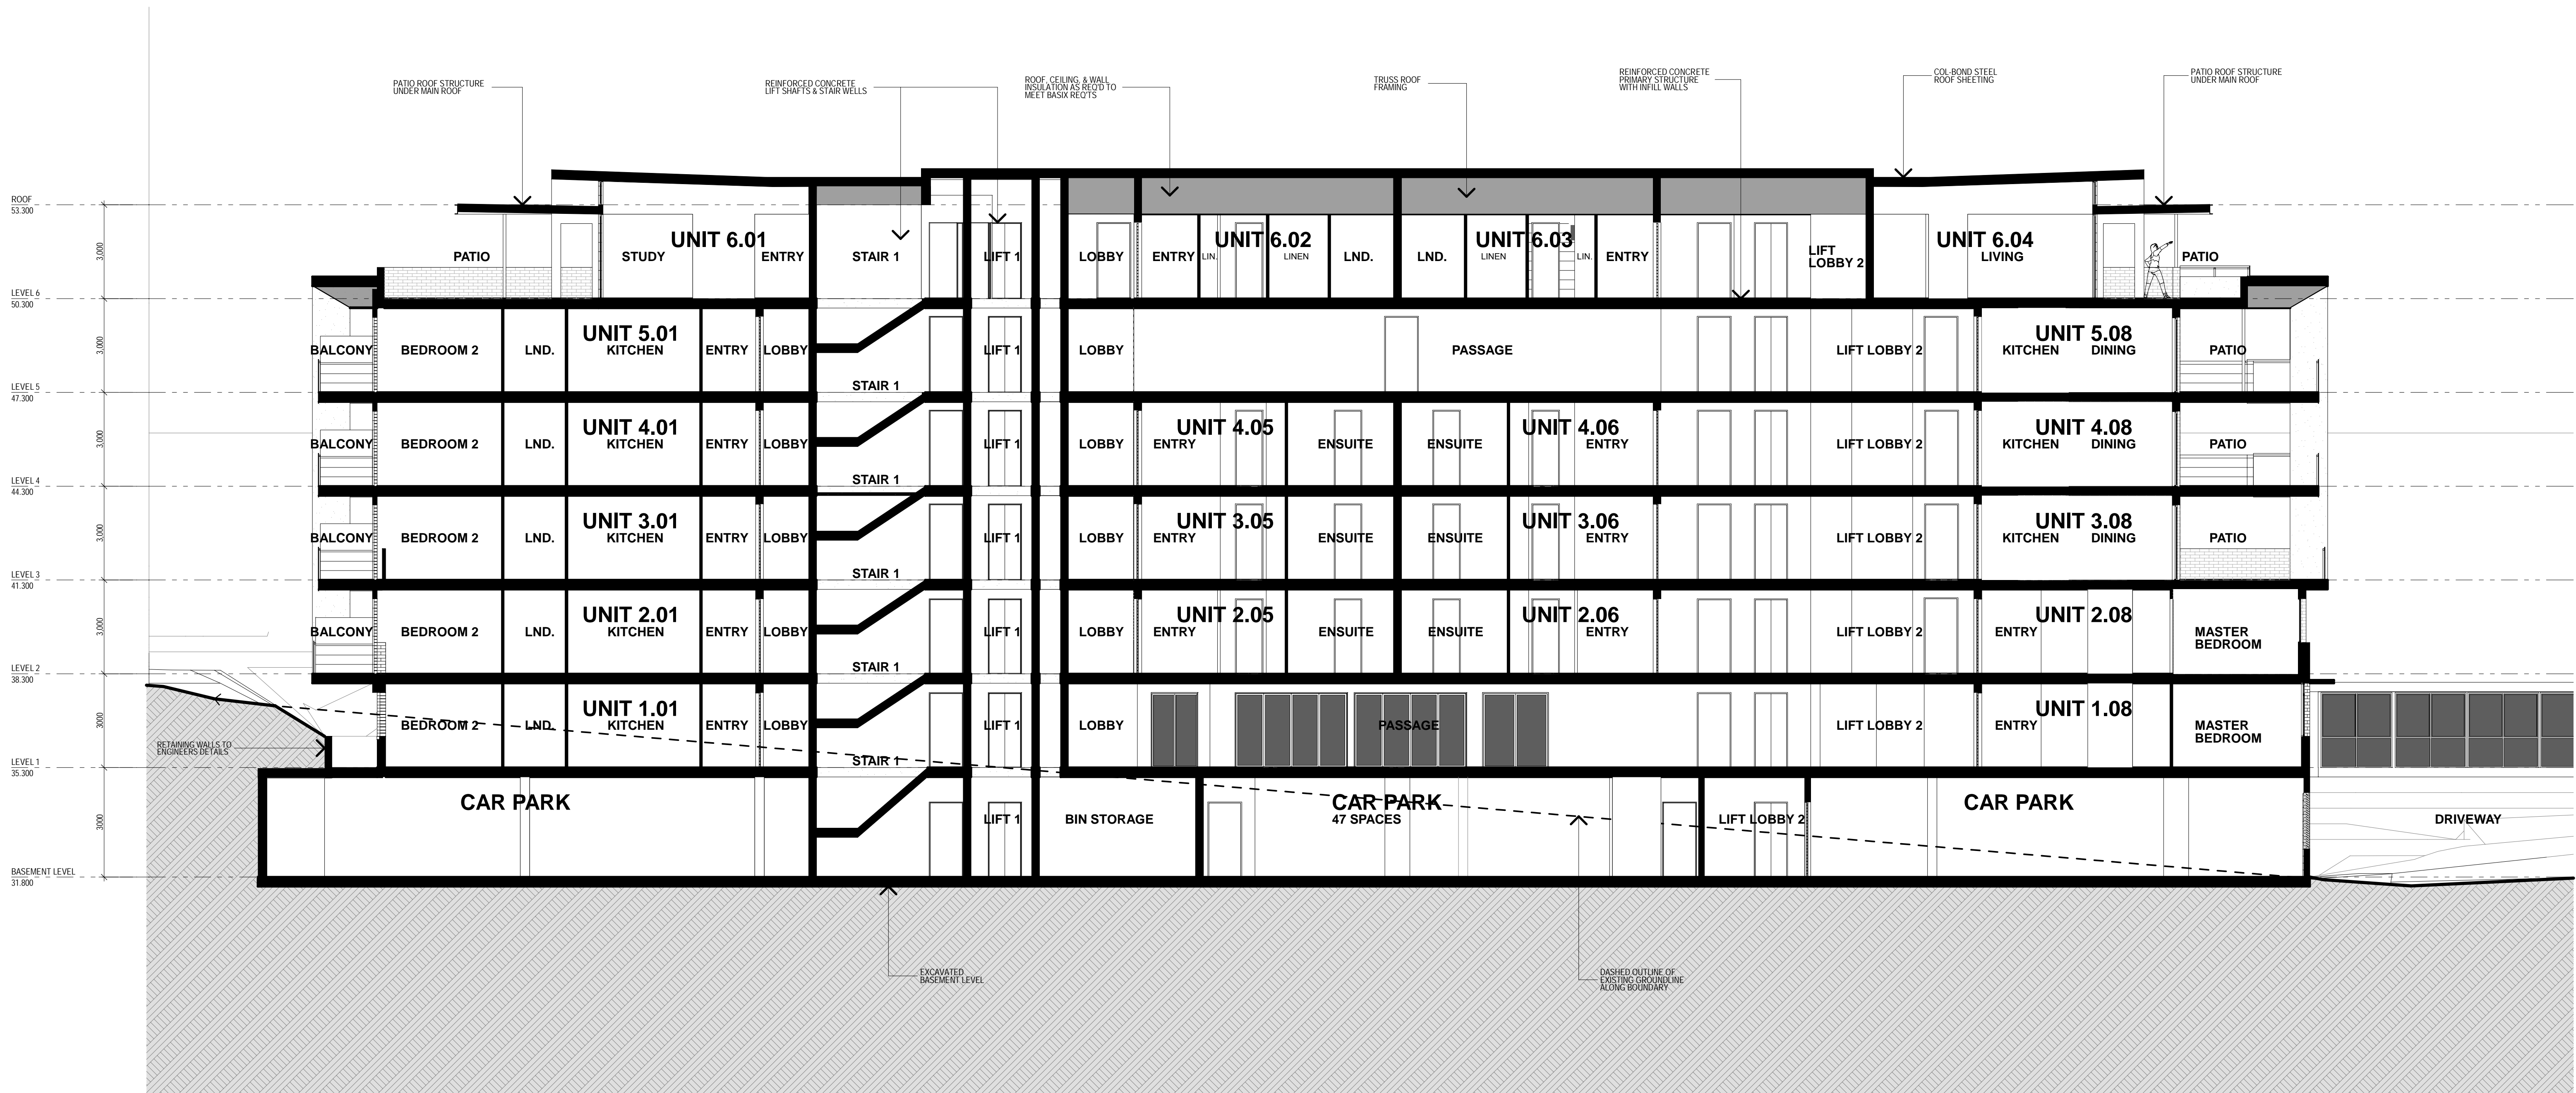 PATIO ROOF STRUCTURE
UNDER MAIN ROOF
REINFORCED CONCRETE
LIFT SHAFTS & STAIR WELLS
ROOF, CEILING, & WALL
INSULATION AS REQ'D TO
MEET BASIX REQ'TS
TRUSS ROOF
FRAMING
REINFORCED CONCRETE
PRIMARY STRUCTURE
WITH INFILL WALLS
COL-BOND STEEL
ROOF SHEETING
PATIO ROOF STRUCTURE
UNDER MAIN ROOF
ROOF
53.300
3,000
UNIT 6.01
UNIT 6.02
UNIT 6.03
UNIT 6.04
PATIO
STUDY
ENTRY
STAIR 1
LIFT 1
LOBBY
ENTRY
LIN.
LINEN
LND.
LND.
LINEN
LIN.
ENTRY
LIFT
LOBBY 2
LIVING
PATIO
LEVEL 6
50.300
3,000
UNIT 5.01
UNIT 5.08
BALCONY
BEDROOM 2
LND.
KITCHEN
ENTRY
LOBBY
LIFT 1
LOBBY
PASSAGE
LIFT LOBBY 2
KITCHEN
DINING
PATIO
STAIR 1
LEVEL 5
47.300
3,000
UNIT 4.01
UNIT 4.05
UNIT 4.06
UNIT 4.08
BALCONY
BEDROOM 2
LND.
KITCHEN
ENTRY
LOBBY
LIFT 1
LOBBY
ENTRY
ENSUITE
ENSUITE
ENTRY
LIFT LOBBY 2
KITCHEN
DINING
PATIO
STAIR 1
LEVEL 4
44.300
3,000
UNIT 3.01
UNIT 3.05
UNIT 3.06
UNIT 3.08
BALCONY
BEDROOM 2
LND.
KITCHEN
ENTRY
LOBBY
LIFT 1
LOBBY
ENTRY
ENSUITE
ENSUITE
ENTRY
LIFT LOBBY 2
KITCHEN
DINING
PATIO
STAIR 1
LEVEL 3
41.300
3,000
UNIT 2.01
UNIT 2.05
UNIT 2.06
UNIT 2.08
BALCONY
BEDROOM 2
LND.
KITCHEN
ENTRY
LOBBY
LIFT 1
LOBBY
ENTRY
ENSUITE
ENSUITE
ENTRY
LIFT LOBBY 2
ENTRY
MASTER
BEDROOM
STAIR 1
LEVEL 2
38.300
3000
UNIT 1.01
UNIT 1.08
BEDROOM 2
LND.
KITCHEN
ENTRY
LOBBY
LIFT 1
LOBBY
PASSAGE
LIFT LOBBY 2
ENTRY
MASTER
BEDROOM
RETAINING WALLS TO
ENGINEERS DETAILS
STAIR 1
LEVEL 1
35.300
3000
CAR PARK
CAR PARK
CAR PARK
LIFT 1
BIN STORAGE
47 SPACES
LIFT LOBBY 2
DRIVEWAY
BASEMENT LEVEL
31.800
EXCAVATED
BASEMENT LEVEL
DASHED OUTLINE OF
EXISTING GROUNDLINE
ALONG BOUNDARY